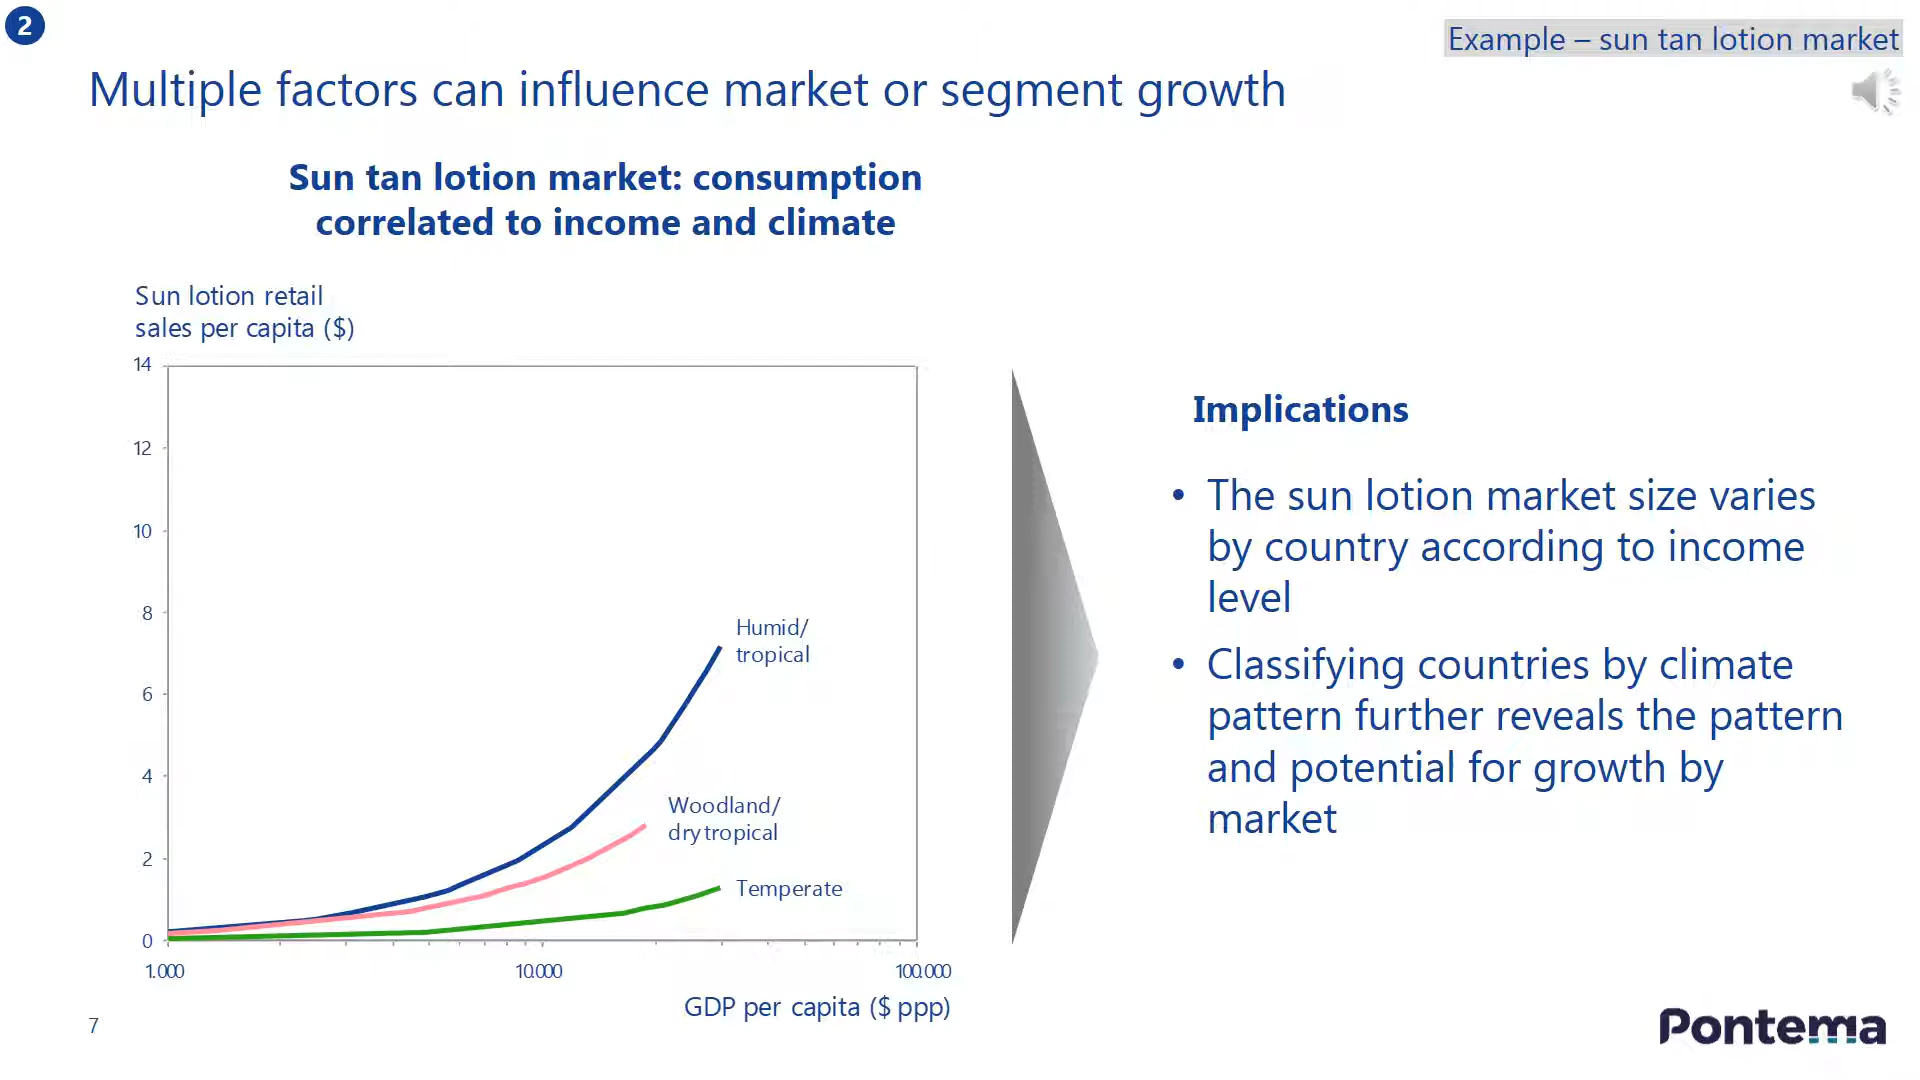 2
Example – sun tan lotion market
Multiple factors can influence market or segment growth
Sun tan lotion market: consumption
correlated to income and climate
Sun lotion retail
sales per capita ($)
14
12
10
8
6
4
2
0
Humid/
tropical
Woodland/
dry tropical
Temperate
1.000
10.000
100.000
GDP per capita ($ ppp)
Implications
• The sun lotion market size varies
by country according to income
level
• Classifying countries by climate
pattern further reveals the pattern
and potential for growth by
market
7
Pontema